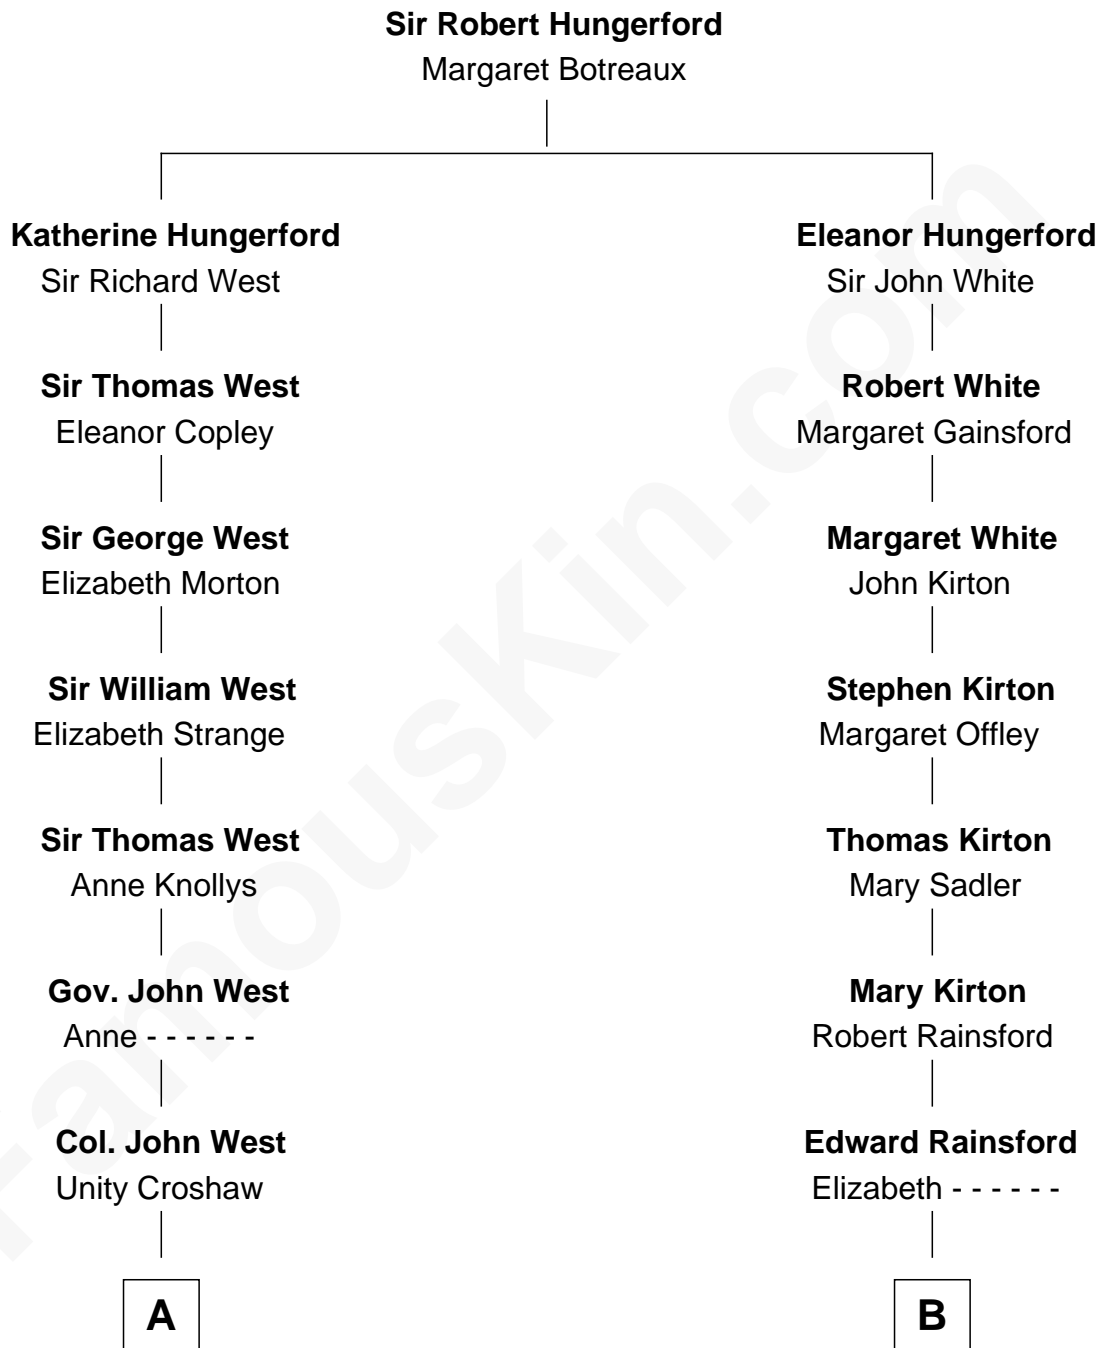 Sir Robert Hungerford
Margaret Botreaux
Katherine Hungerford
Sir Richard West
Eleanor Hungerford
Sir John White
Sir Thomas West
Eleanor Copley
Robert White
Margaret Gainsford
Sir George West
Elizabeth Morton
Margaret White
John Kirton
Sir William West
Elizabeth Strange
Stephen Kirton
Margaret Offley
Sir Thomas West
Anne Knollys
Thomas Kirton
Mary Sadler
Gov. John West
Anne - - - - - -
Mary Kirton
Robert Rainsford
Col. John West
Unity Croshaw
Edward Rainsford
Elizabeth - - - - - -
A
B
FamousKin.com